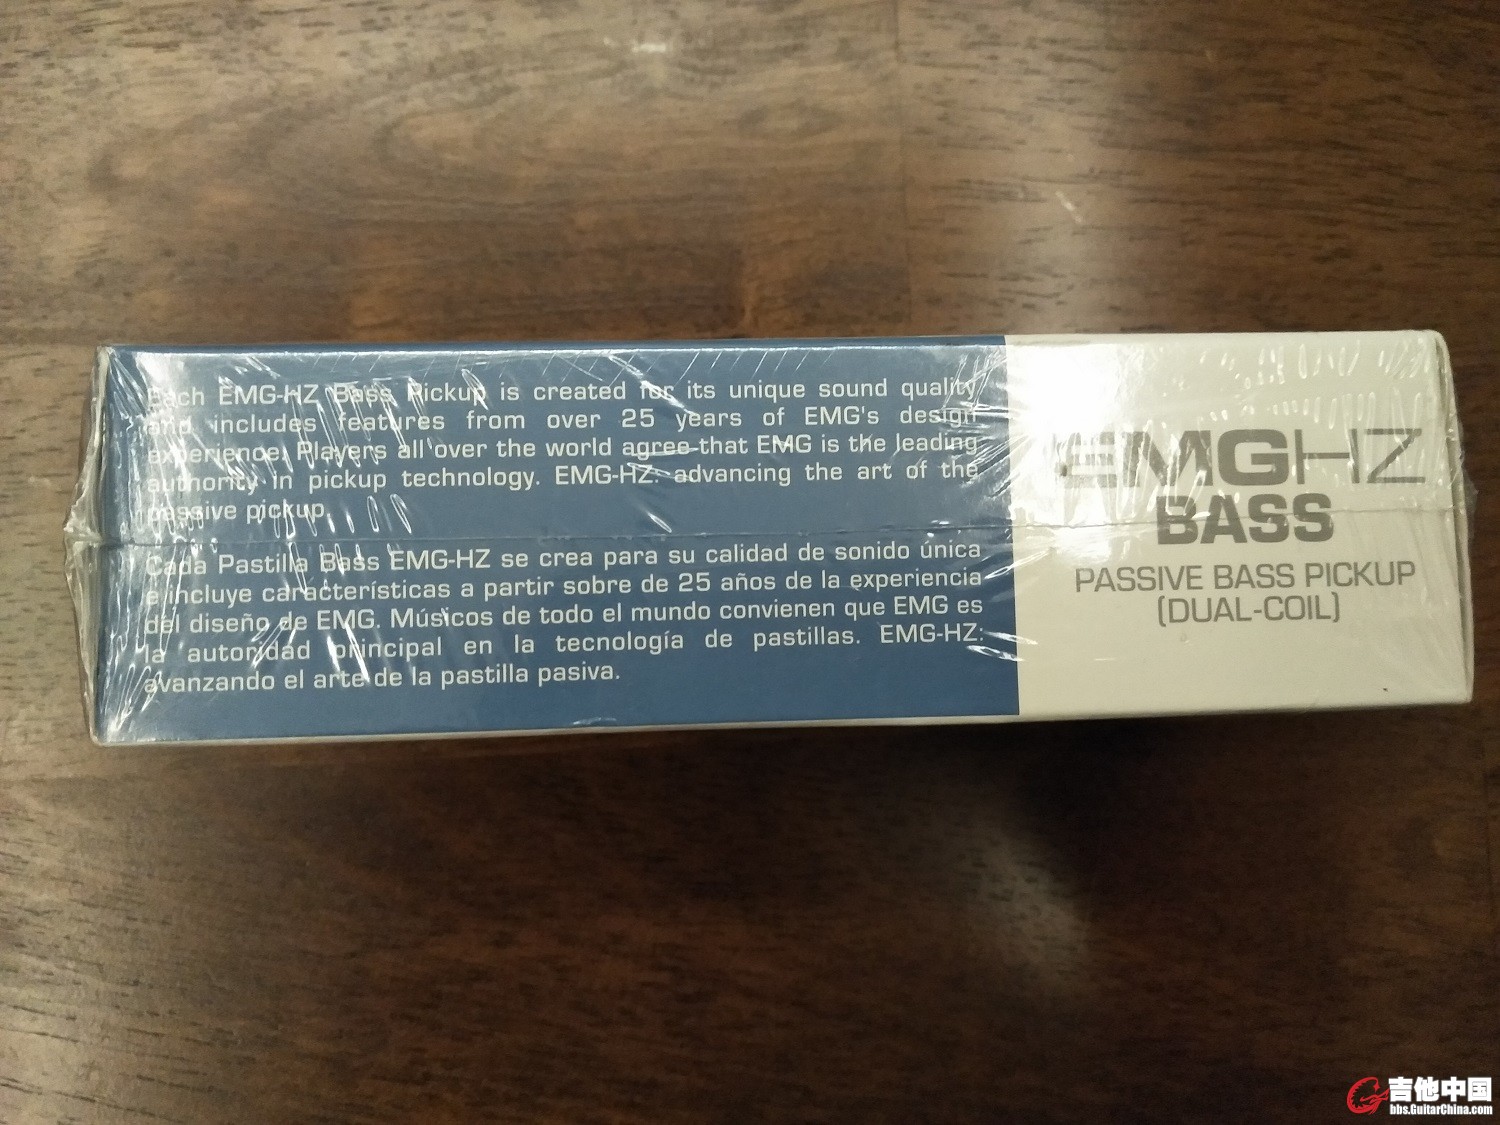 Each EMG-HZ Bass Pickup is created for its unique sound quality
and includes features from over 25 years of EMG's design
experience. Players all over the world agree that EMG is the leading
authority in pickup technology. EMG-HZ: advancing the art of the
passive pickup.
Cada Pastilla Bass EMG-HZ se crea para su calidad de sonido única
e incluye características a partir sobre de 25 años de la experiencia
del diseño de EMG. Músicos de todo el mundo convienen que EMG es
la autoridad principal en la tecnología de pastillas. EMG-HZ:
avanzando el arte de la pastilla pasiva.
EMGHZ
BASS
PASSIVE BASS PICKUP
(DUAL-COIL)
吉他中国
bbs.GuitarChina.com